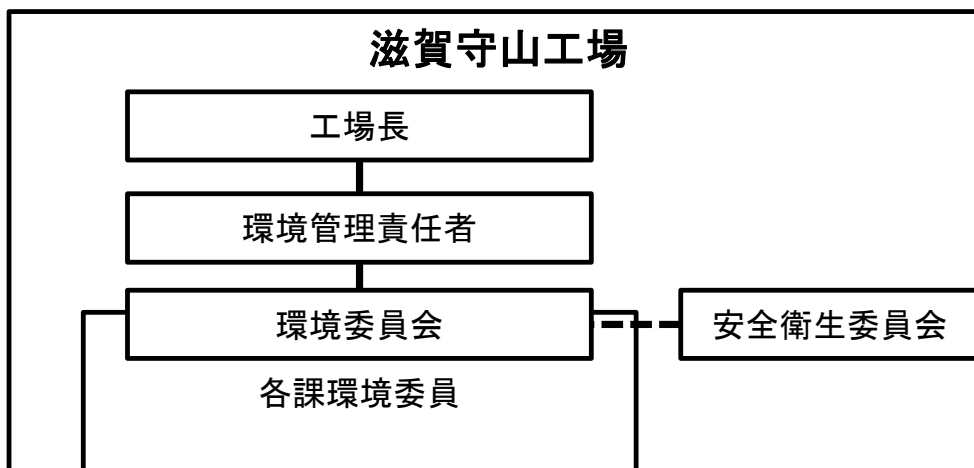 滋賀守山工場
工場長
環境管理責任者
環境委員会
安全衛生委員会
各課環境委員